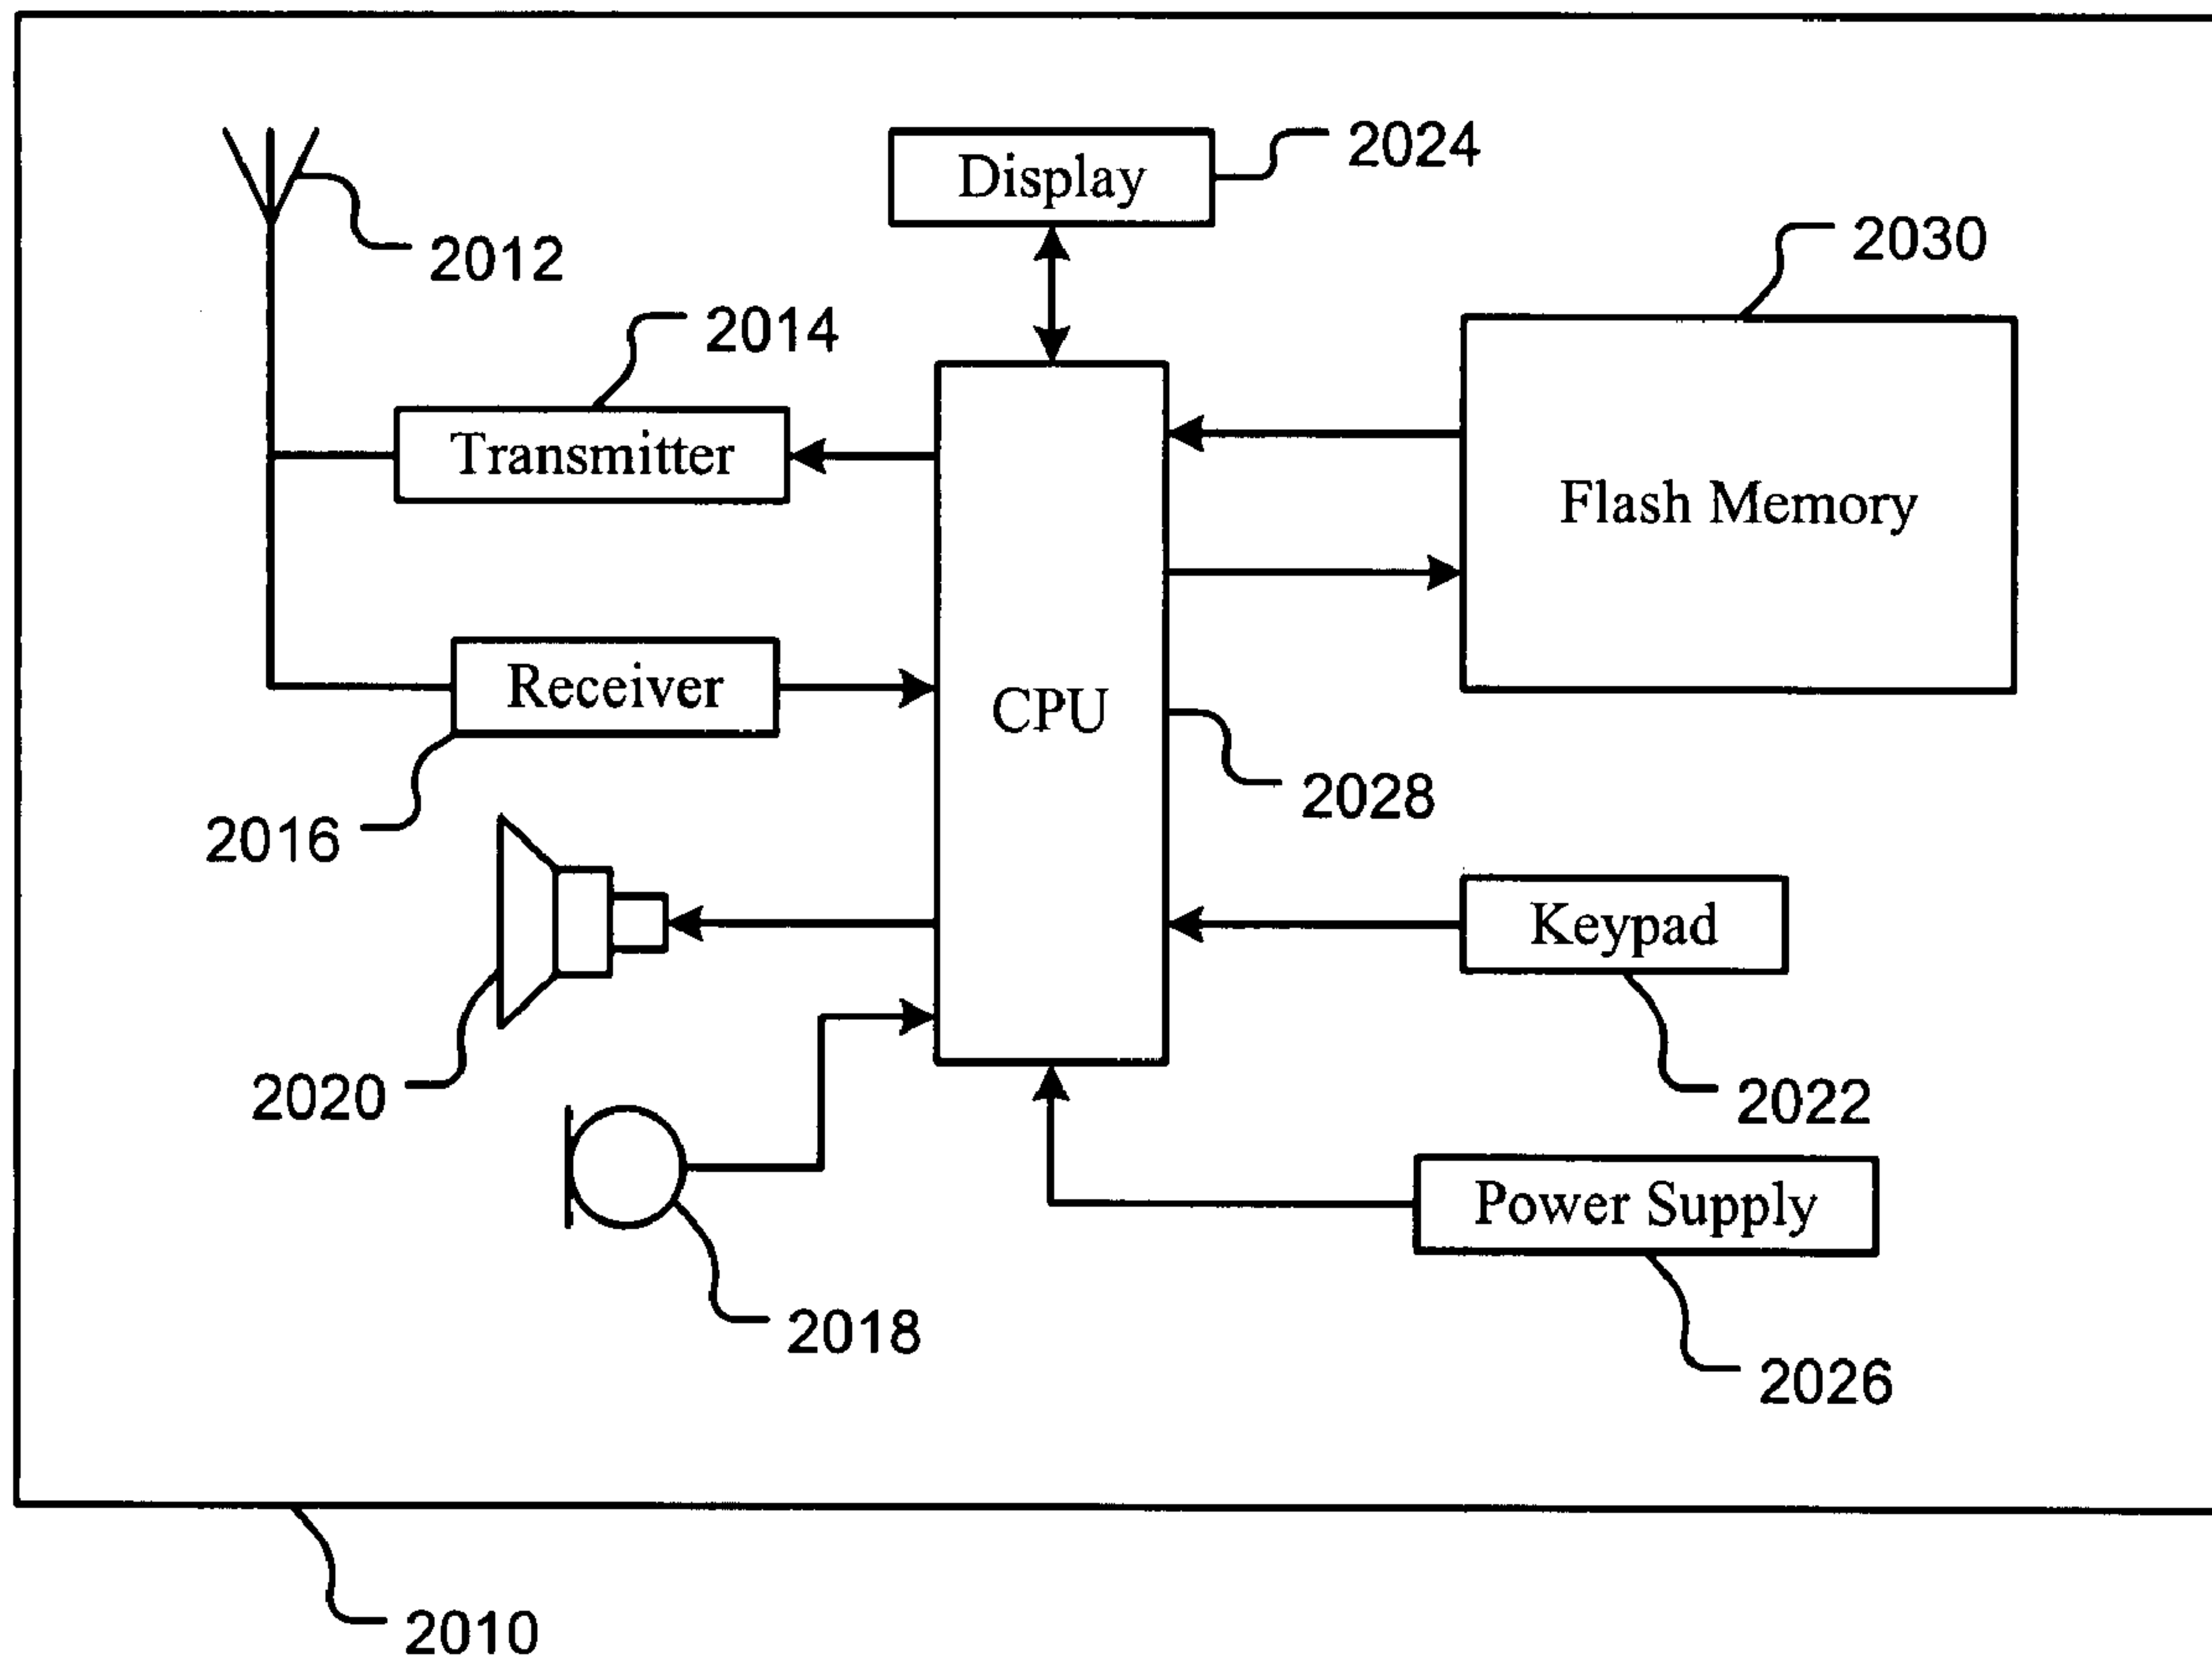 Display
2024
2012
2030
2014
Transmitter
Flash Memory
Receiver
CPU
2028
2016
Keypad
2020
2022
Power Supply
2018
2026
2010